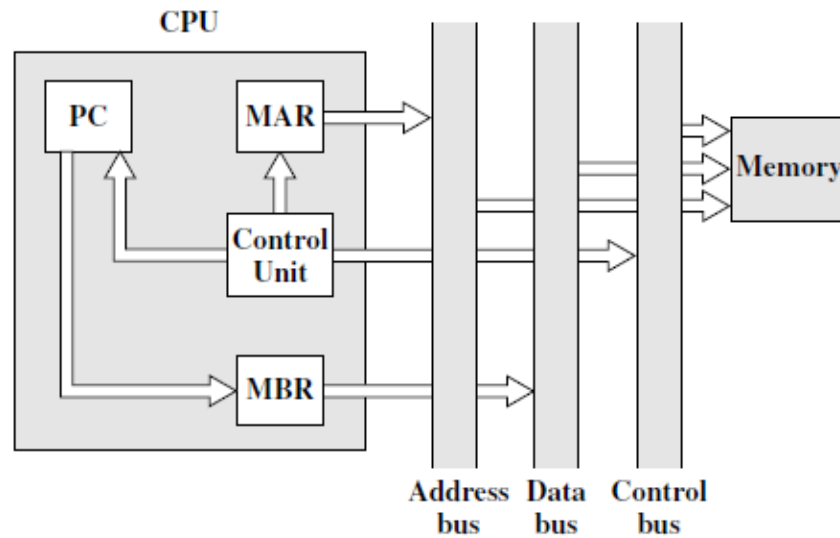 CPU
PC
MAR
Memory
Control
Unit
MBR
Address Data Control
bus bus bus